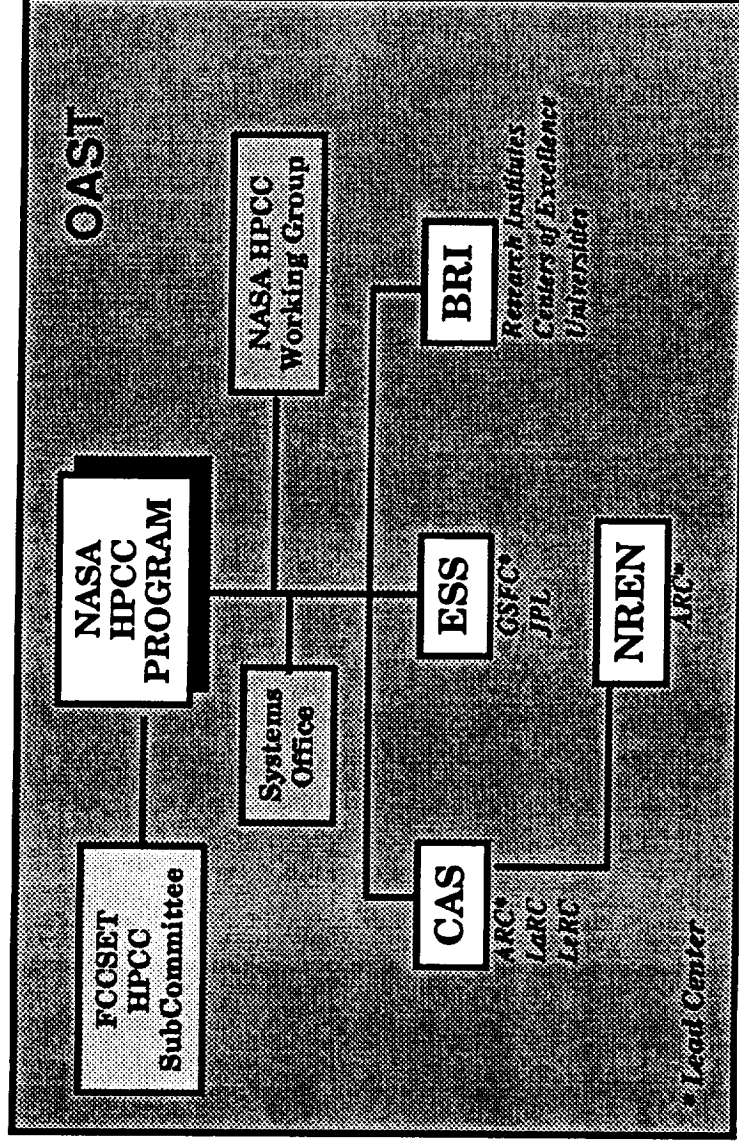 OAST
FCCSET
HPCC
SubCommittee
NASA
HPCC
PROGRAM
Systems
Office
NASA HPCC
Working Group
CAS
ARC*
LaRC
LeRC
ESS
GSFC*
JPL
BRI
Research Institutes
Centers of Excellence
Universities
NREN
ARC*
* Lead Center